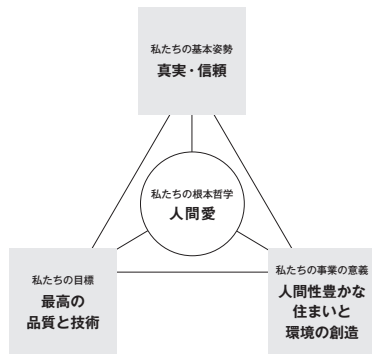 私たちの基本姿勢
真実・信頼
私たちの根本哲学
人間愛
私たちの目標
最高の
品質と技術
私たちの事業の意義
人間性豊かな
住まいと
環境の創造